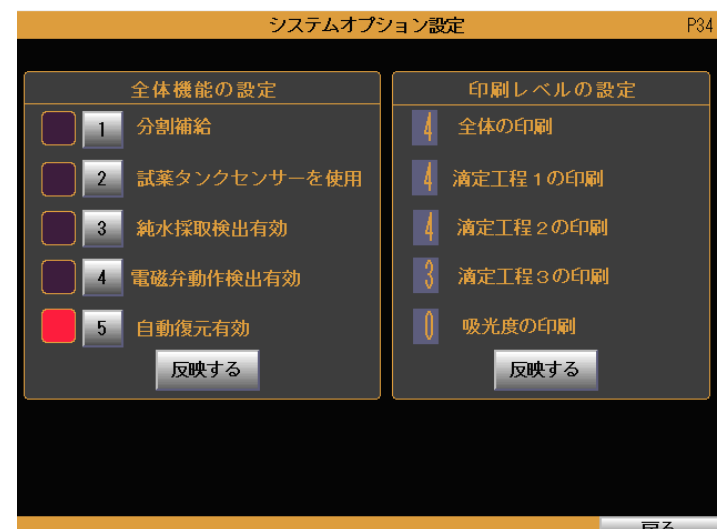 システムオプション設定 P34
全体機能の設定
1 分割補給
2 試薬タンクセンサーを使用
3 純水採取検出有効
4 電磁弁動作検出有効
5 自動復元有効
反映する
印刷レベルの設定
4 全体の印刷
4 滴定工程1の印刷
4 滴定工程2の印刷
3 滴定工程3の印刷
0 吸光度の印刷
反映する
戻る